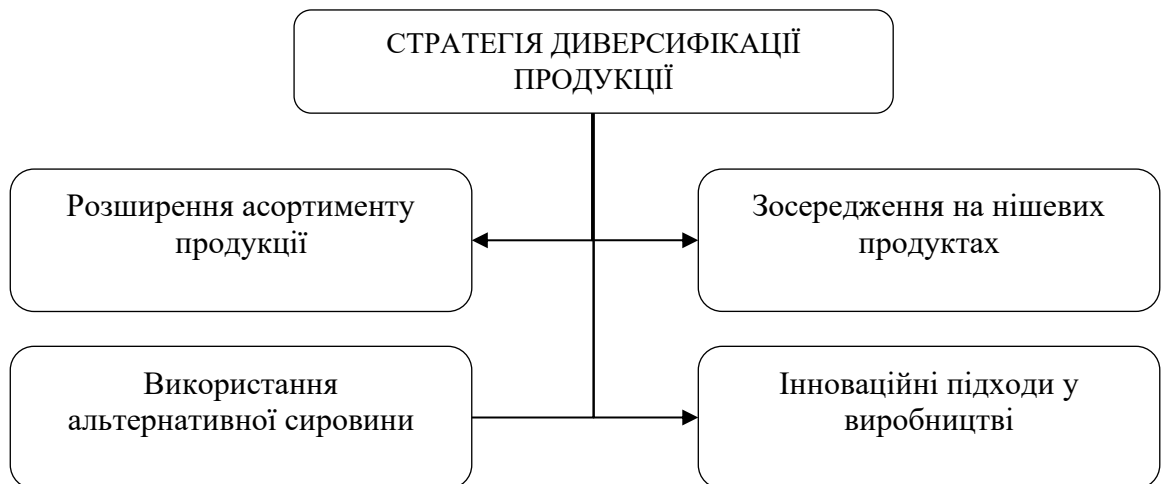 СТРАТЕГІЯ ДИВЕРСИФІКАЦІЇ
ПРОДУКЦІЇ
Розширення асортименту
продукції
Зосередження на нішевих
продуктах
Використання
альтернативної сировини
Інноваційні підходи у
виробництві